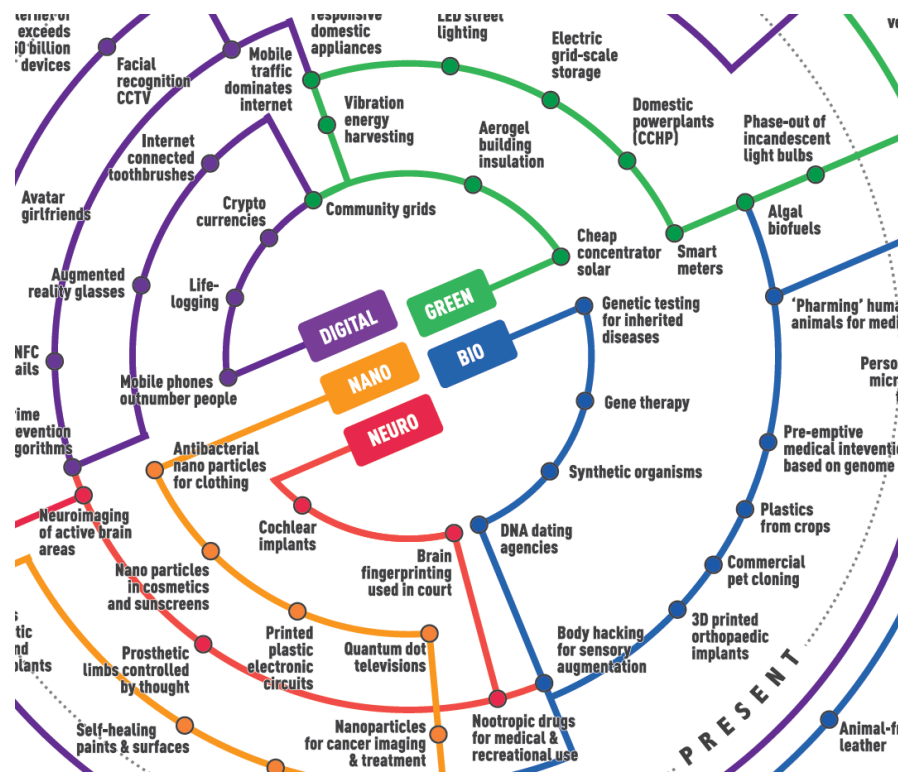 exceeds
billion
devices
Facial
recognition
CCTV
Mobile
traffic
dominates
internet
responsive
domestic
appliances
LED street
lighting
Electric
grid-scale
storage
Vibration
energy
harvesting
Aerogel
building
insulation
Domestic
powerplants
(CCHP)
Phase-out of
incandescent
light bulbs
Internet
connected
toothbrushes
Avatar
girlfriends
Crypto
currencies
Community grids
Algal
biofuels
Cheap
concentrator
solar
Smart
meters
Augmented
reality glasses
Life-
logging
DIGITAL
GREEN
BIO
NANO
NEURO
Genetic testing
for inherited
diseases
'Pharming'
animals for
NFC
Mobile phones
outnumber people
Gene therapy
Pre-emptive
medical
based on genome
Antibacterial
nano particles
for clothing
Synthetic organisms
Neuroimaging
of active brain
areas
Cochlear
implants
Brain
fingerprinting
used in court
DNA dating
agencies
Plastics
from crops
Commercial
pet cloning
Nano particles
in cosmetics
and sunscreens
3D printed
orthopaedic
implants
Prosthetic
limbs controlled
by thought
Printed
plastic
electronic
circuits
Quantum dot
televisions
Body hacking
for sensory
augmentation
Self-healing
paints & surfaces
Nanoparticles
for cancer imaging
& treatment
Nootropic drugs
for medical &
recreational use
PRESENT
leather